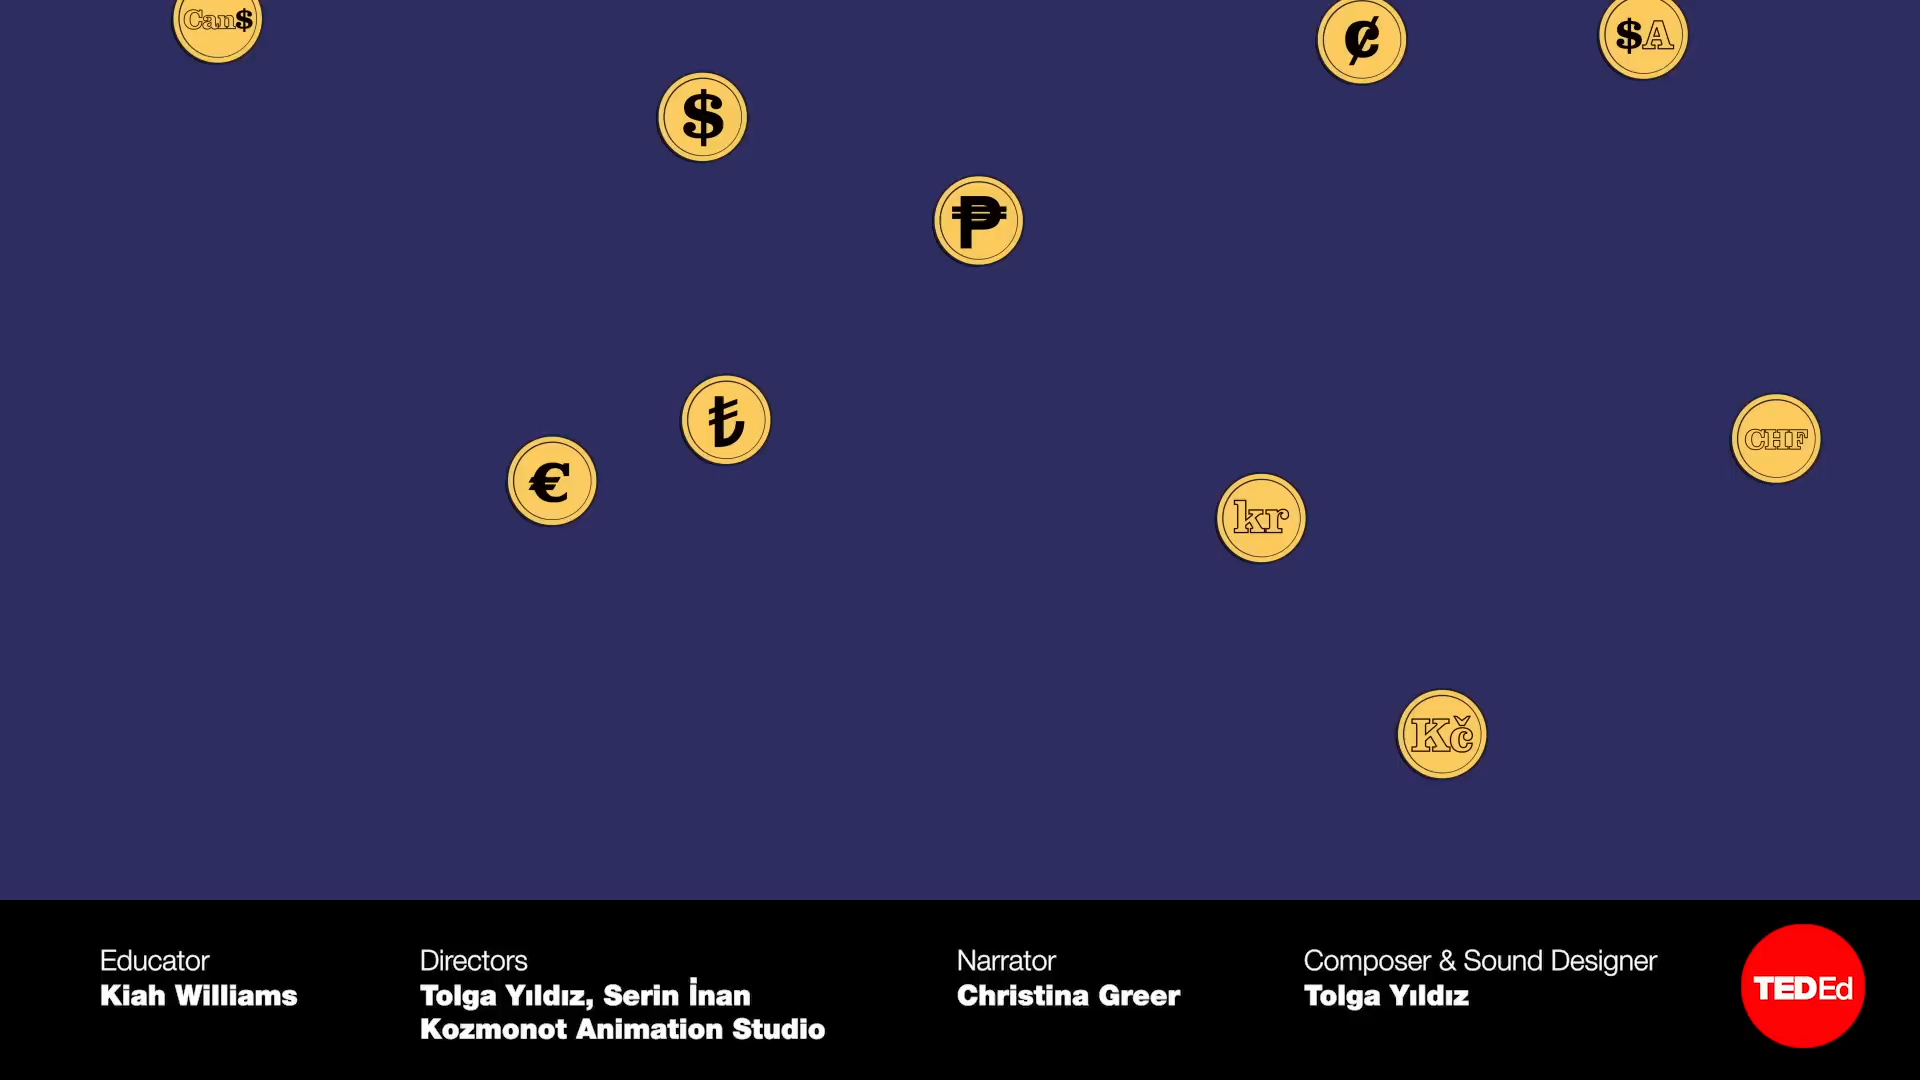 Can$
₵
$A
$
₱
₺
€
CHF
kr
Kč
Educator
Kiah Williams
Directors
Tolga Yıldız, Serin İnan
Kozmonot Animation Studio
Narrator
Christina Greer
Composer & Sound Designer
Tolga Yıldız
TEDEd